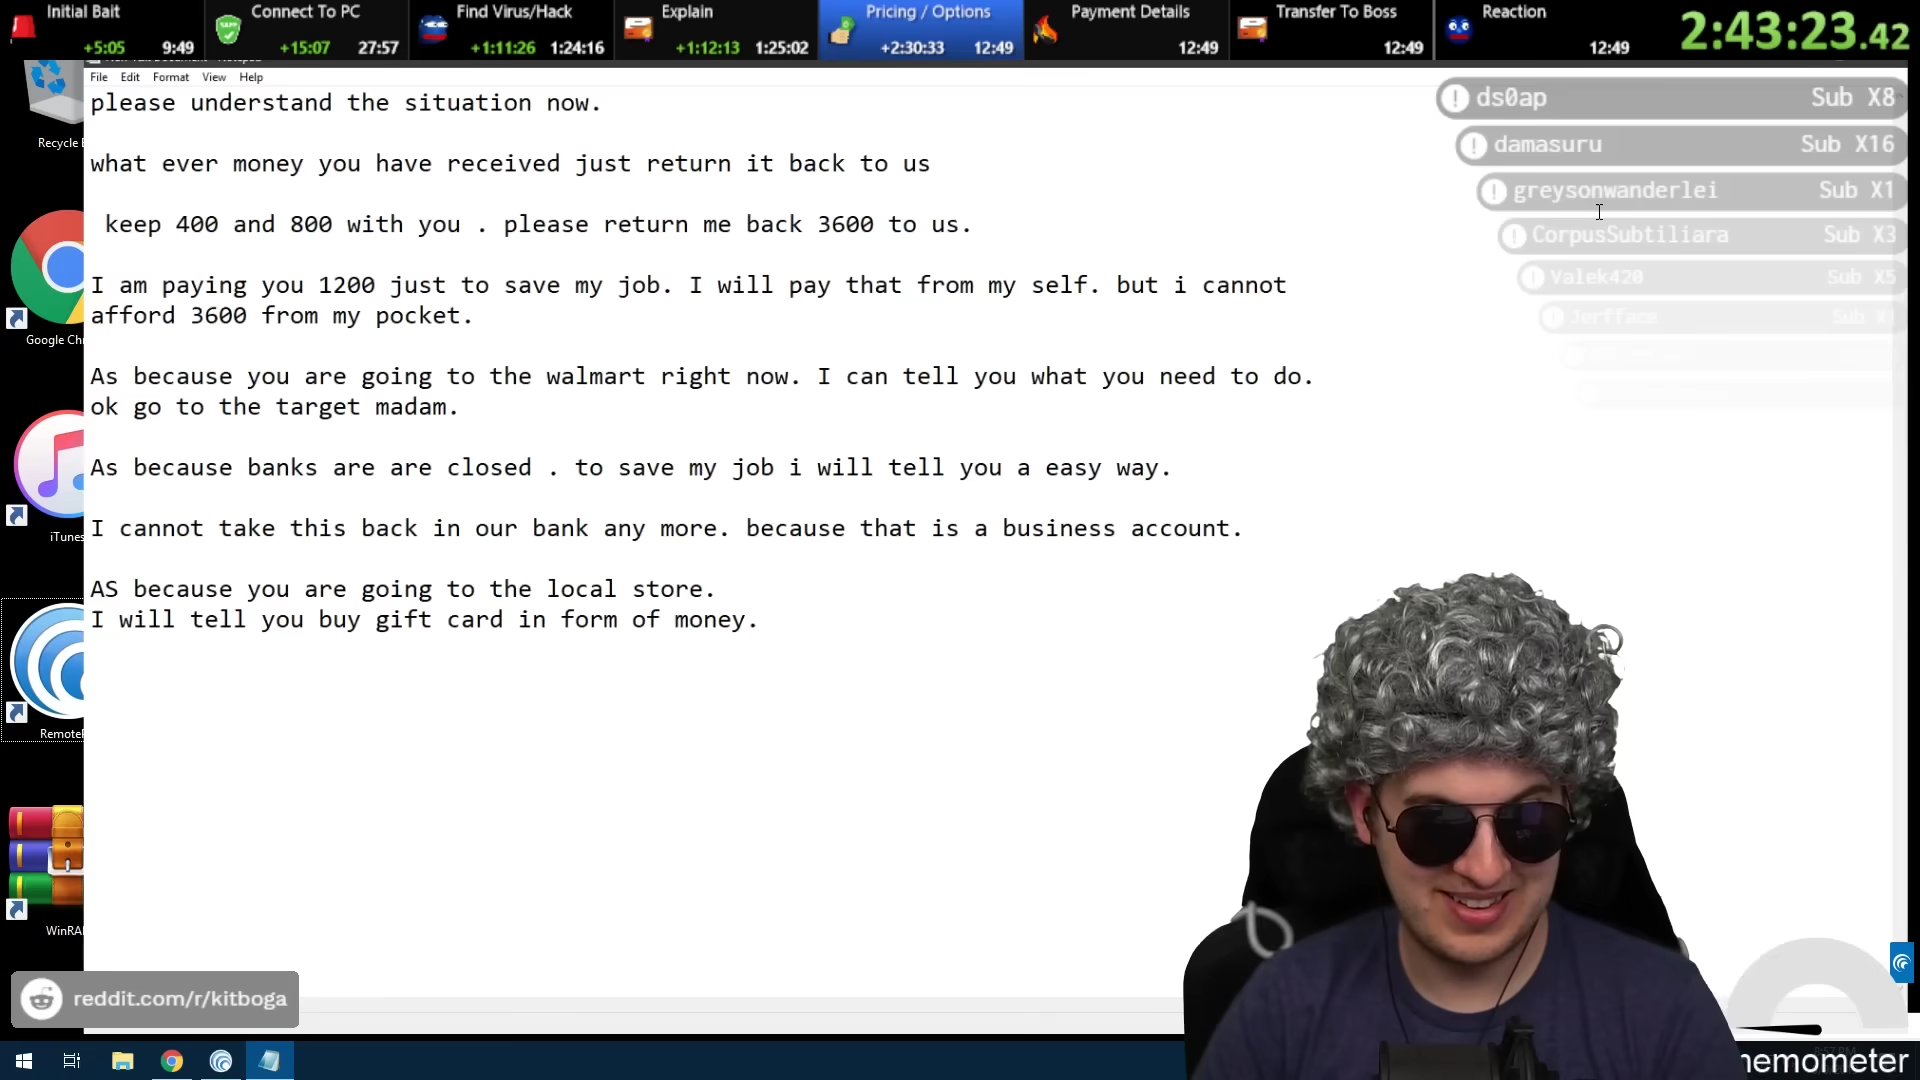 Initial Bait
+5:05 9:49
Connect To PC
+15:07 27:57
Find Virus/Hack
+1:11:26 1:24:16
Explain
+1:12:13 1:25:02
Pricing / Options
+2:30:33 12:49
Payment Details
12:49
Transfer To Boss
12:49
Reaction
12:49
2:43:23.42
File Edit Format View Help
please understand the situation now.
what ever money you have received just return it back to us
keep 400 and 800 with you . please return me back 3600 to us.
I am paying you 1200 just to save my job. I will pay that from my self. but i cannot
afford 3600 from my pocket.
As because you are going to the walmart right now. I can tell you what you need to do.
ok go to the target madam.
As because banks are are closed . to save my job i will tell you a easy way.
I cannot take this back in our bank any more. because that is a business account.
AS because you are going to the local store.
I will tell you buy gift card in form of money.
ds0ap Sub X8
damasuru Sub X16
greysonwanderlei Sub X1
CorpusSubtiliara Sub X3
Valek420 Sub X5
Jerfface Sub
Recycle
Google Ch
iTunes
Remote
WinRA
reddit.com/r/kitboga
memometer